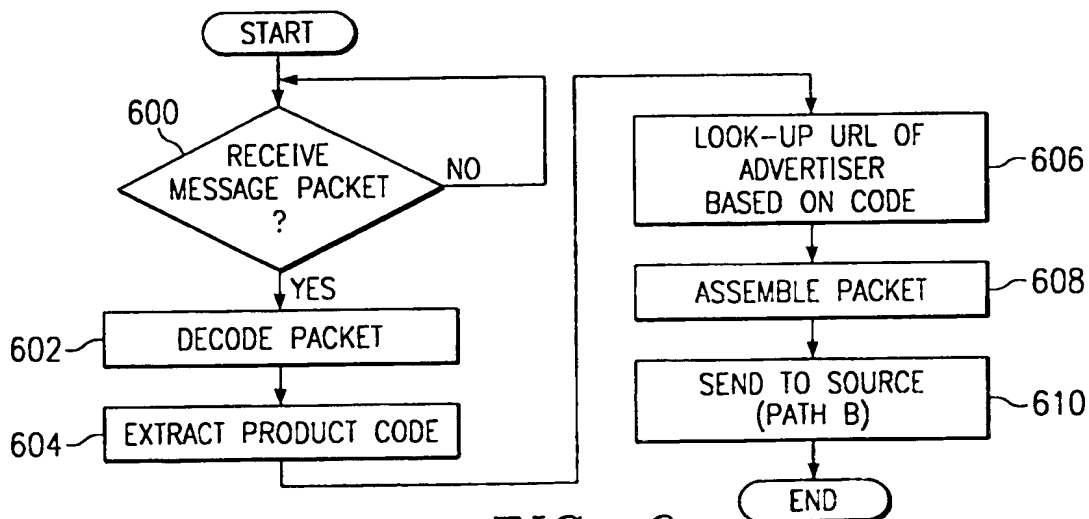 START
600
RECEIVE
MESSAGE PACKET
?
NO
YES
602
DECODE PACKET
604
EXTRACT PRODUCT CODE
LOOK-UP URL OF
ADVERTISER
BASED ON CODE
606
ASSEMBLE PACKET
608
SEND TO SOURCE
(PATH B)
610
END